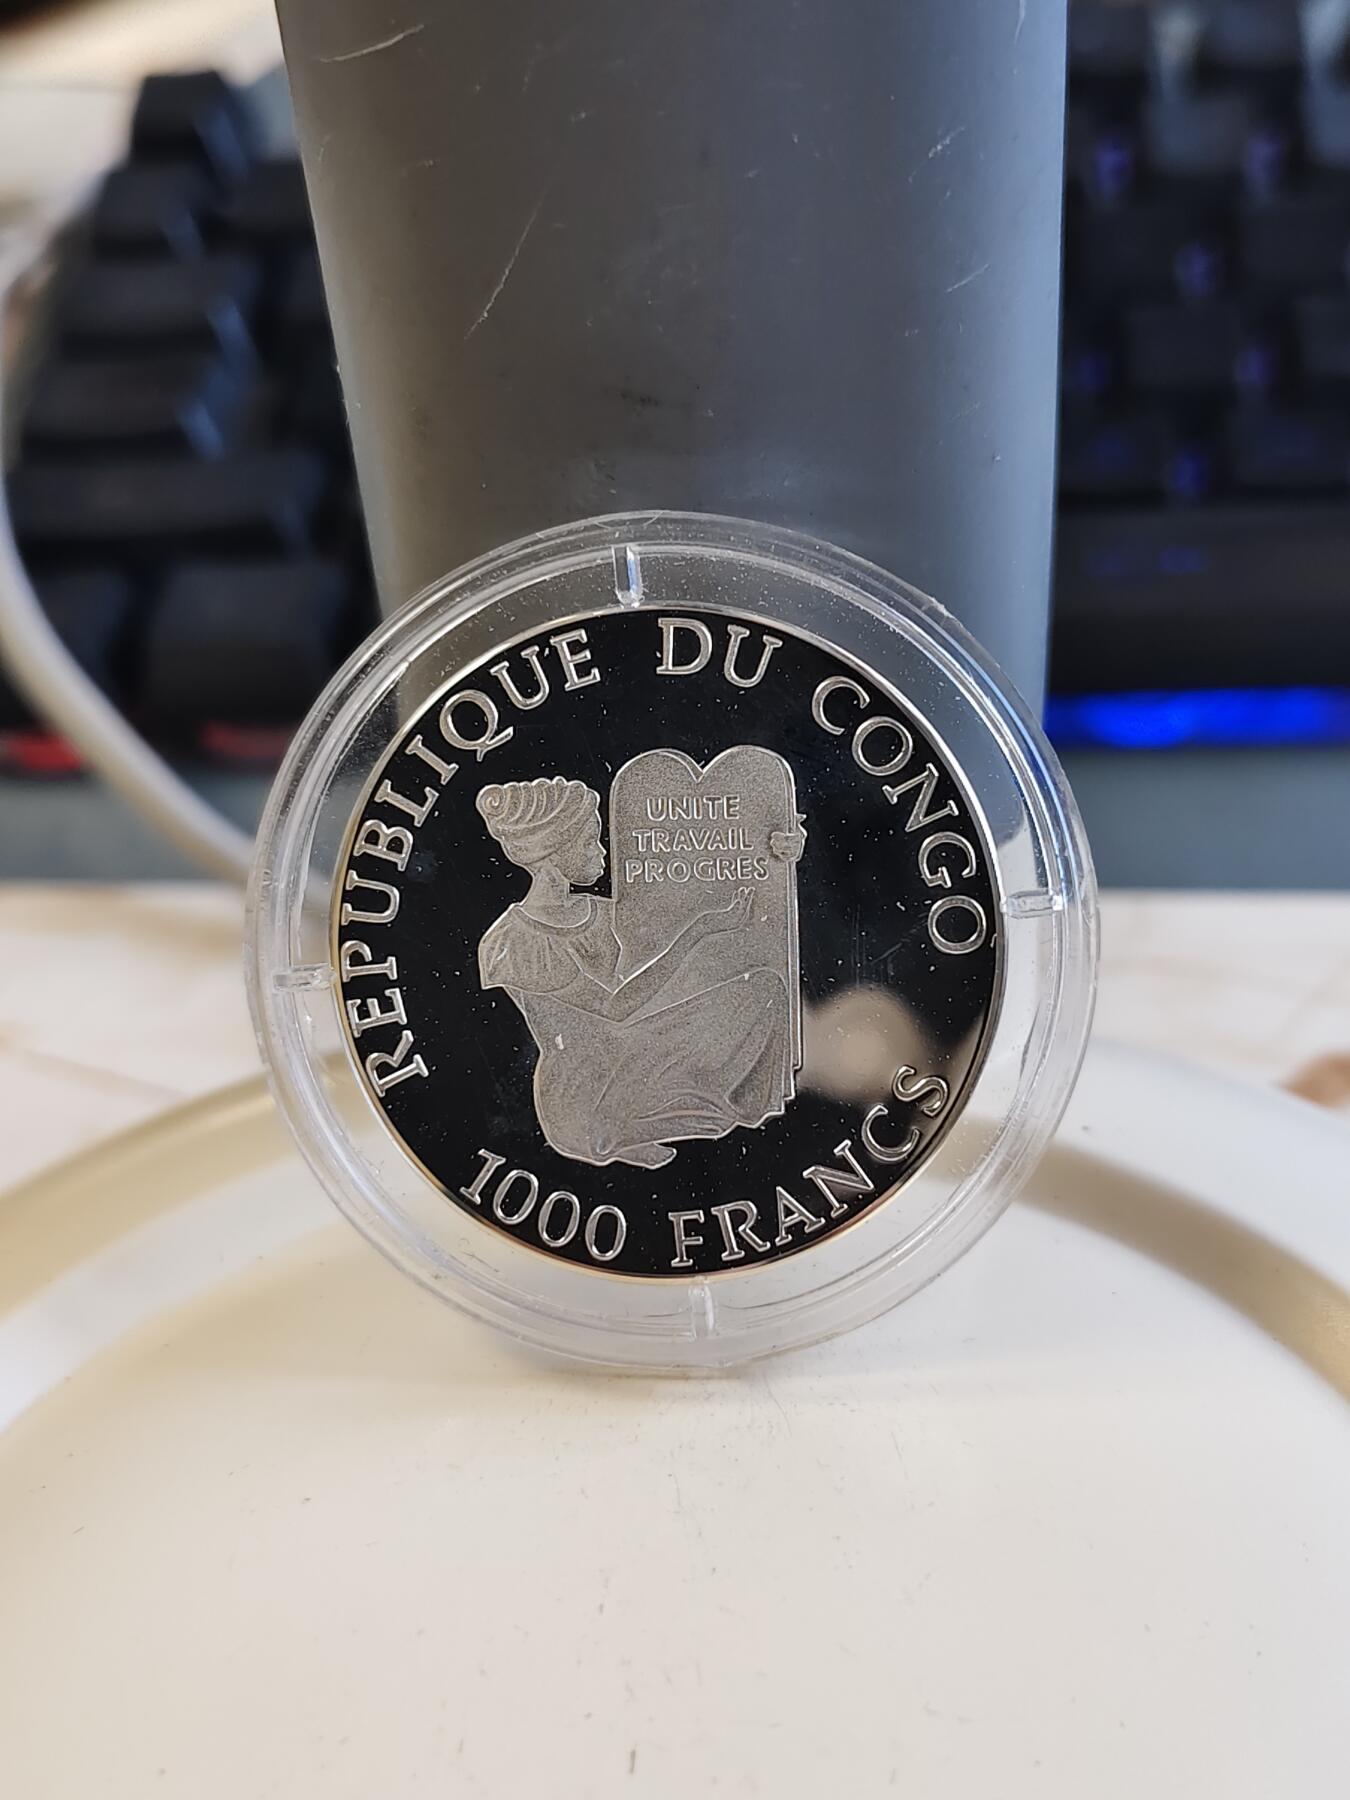 REPUBLIQUE DU CONGO
UNITE
TRAVAIL
PROGRES
1000 FRANCS